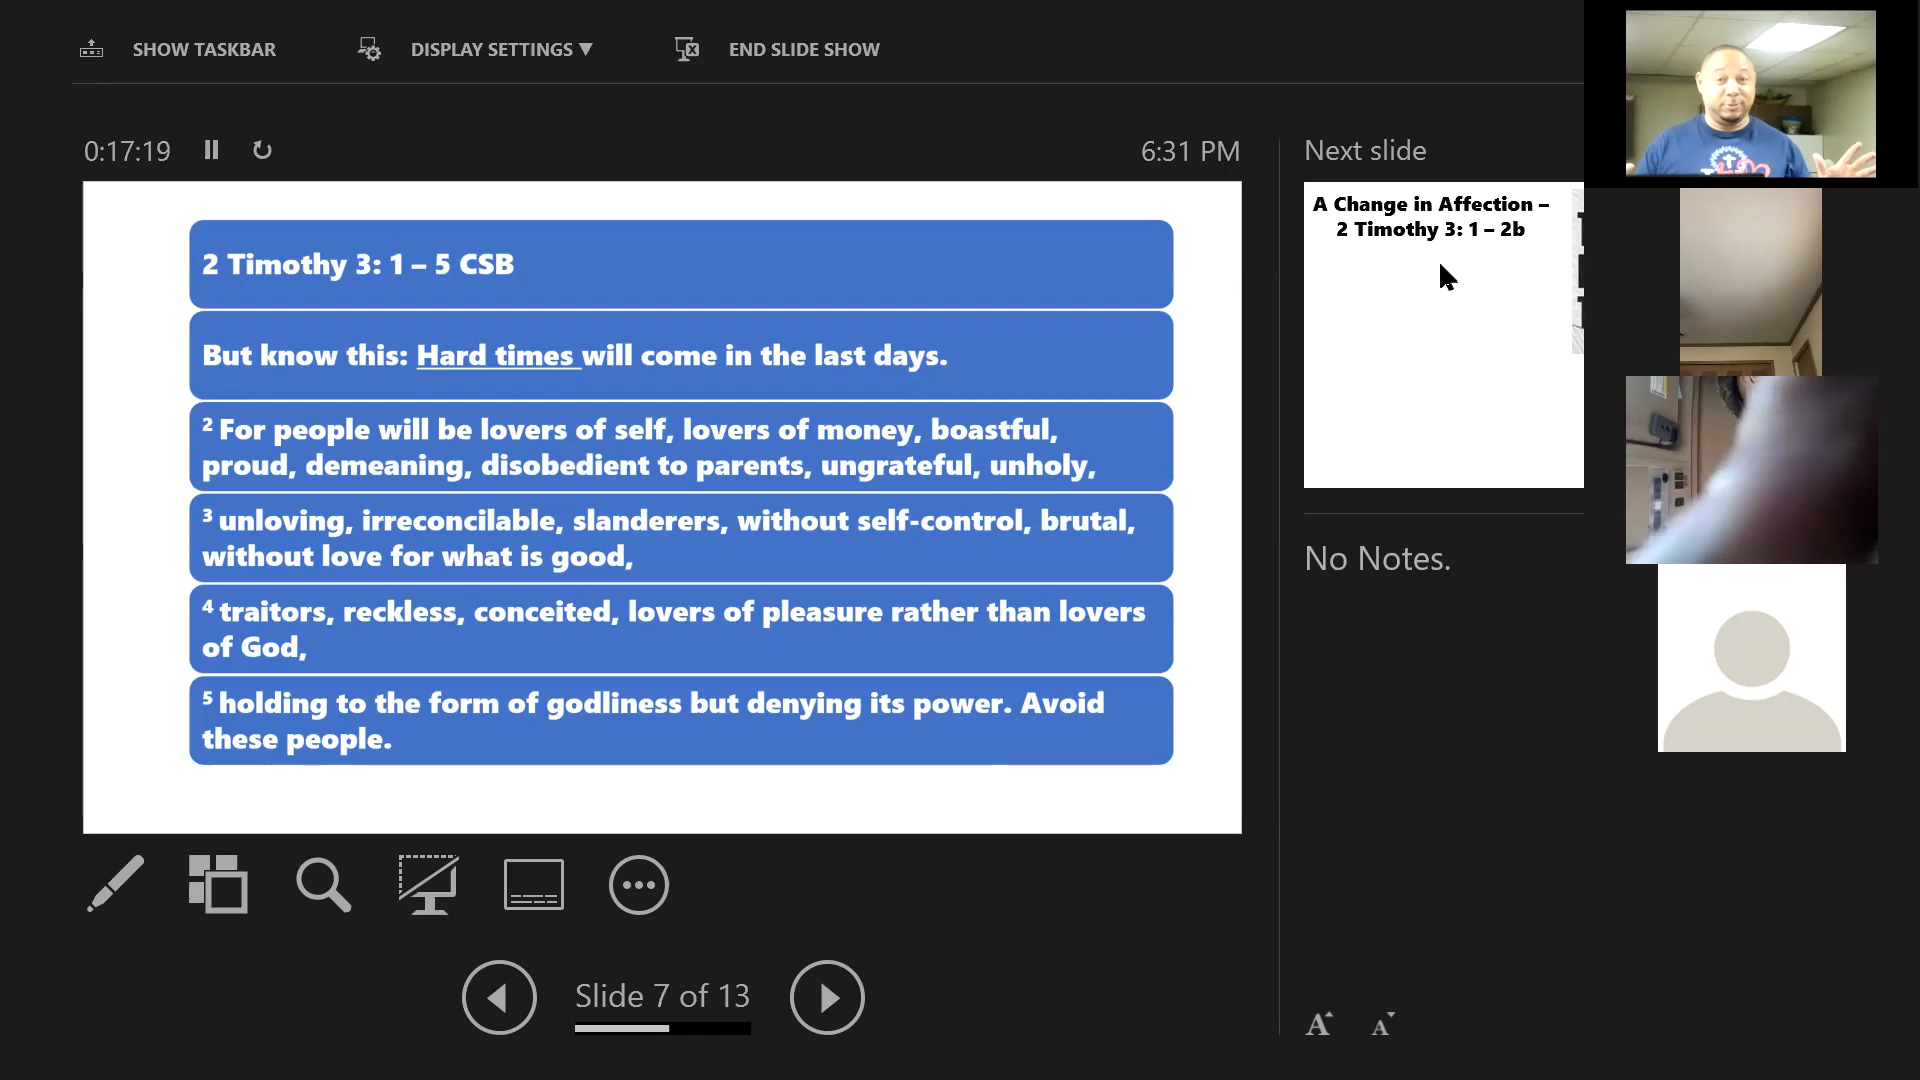 SHOW TASKBAR
DISPLAY SETTINGS ▼
END SLIDE SHOW
0:17:19
6:31 PM
2 Timothy 3: 1 – 5 CSB
But know this: Hard times will come in the last days.
2 For people will be lovers of self, lovers of money, boastful,
proud, demeaning, disobedient to parents, ungrateful, unholy,
3 unloving, irreconcilable, slanderers, without self-control, brutal,
without love for what is good,
4 traitors, reckless, conceited, lovers of pleasure rather than lovers
of God,
5 holding to the form of godliness but denying its power. Avoid
these people.
Slide 7 of 13
Next slide
A Change in Affection –
2 Timothy 3: 1 – 2b
No Notes.
A A